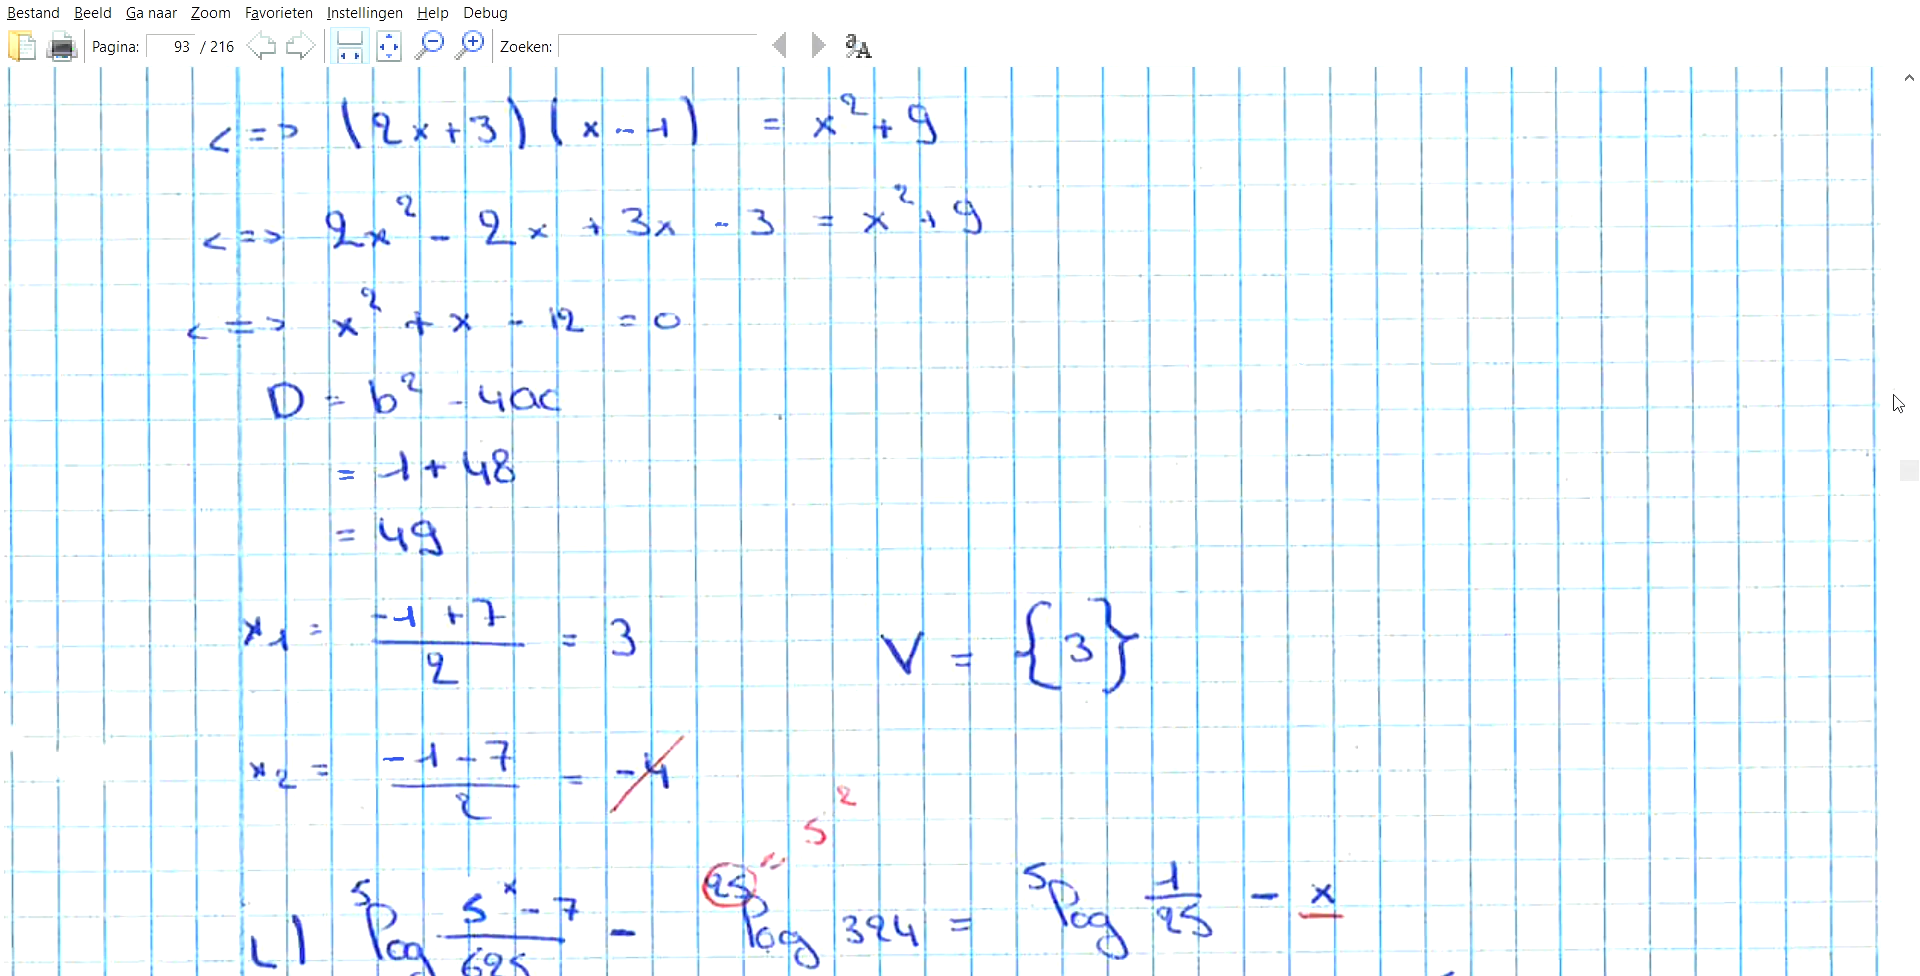 Bestand Beeld Ga naar Zoom Favorieten Instellingen Help Debug
Pagina: 93 / 216 Zoeken:
<=> (2x+3)(x-1) = x²+9
<=> 2x² - 2x + 3x - 3 = x²+9
<=> x² + x - 12 = 0
D = b² - 4ac
= 1 + 48
= 49
x₁ = (-1+7)/2 = 3 V = {3}
x₂ = (-1-7)/2 = -4
= 5²
L) ⁵log (5ˣ-7)/625 - ²⁵log 324 = ⁵log 1/25 - x